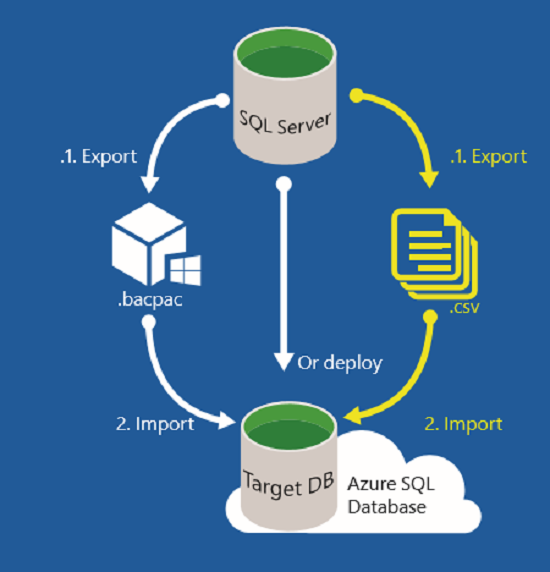 SQL Server
.1. Export
.1. Export
.bacpac
.csv
Or deploy
2. Import
2. Import
Target DB
Azure SQL
Database